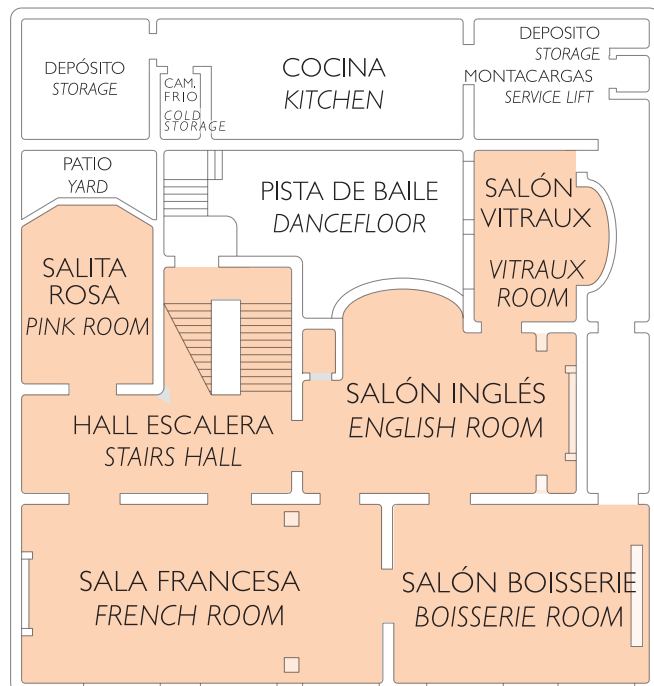 DEPÓSITO
STORAGE
CAM.
FRIO
COLD
STORAGE
COCINA
KITCHEN
DEPOSITO
STORAGE
MONTACARGAS
SERVICE LIFT
PATIO
YARD
PISTA DE BAILE
DANCEFLOOR
SALÓN
VITRAUX
VITRAUX
ROOM
SALITA
ROSA
PINK ROOM
SALÓN INGLÉS
ENGLISH ROOM
HALL ESCALERA
STAIRS HALL
SALA FRANCESA
FRENCH ROOM
SALÓN BOISSERIE
BOISSERIE ROOM